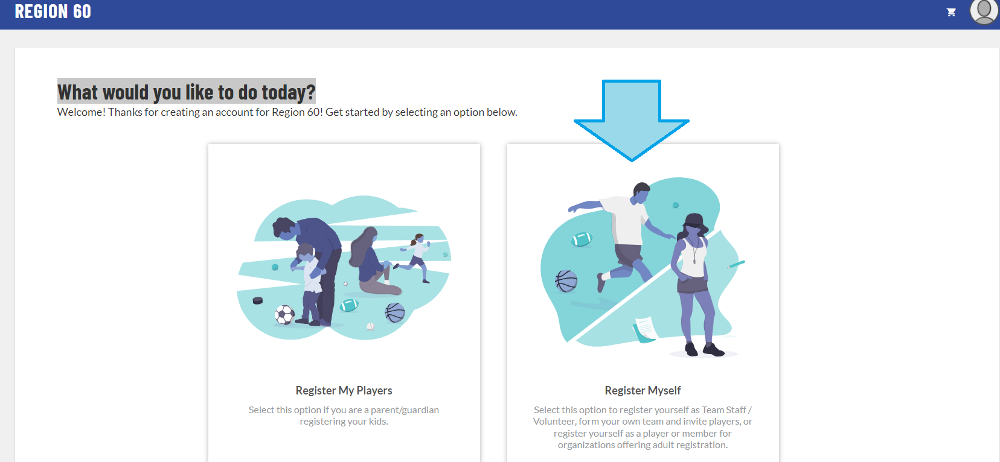 REGION 60
What would you like to do today?
Welcome! Thanks for creating an account for Region 60! Get started by selecting an option below.
Register My Players
Select this option if you are a parent/guardian
registering your kids.
Register Myself
Select this option to register yourself as Team Staff /
Volunteer, form your own team and invite players, or
register yourself as a player or member for
organizations offering adult registration.